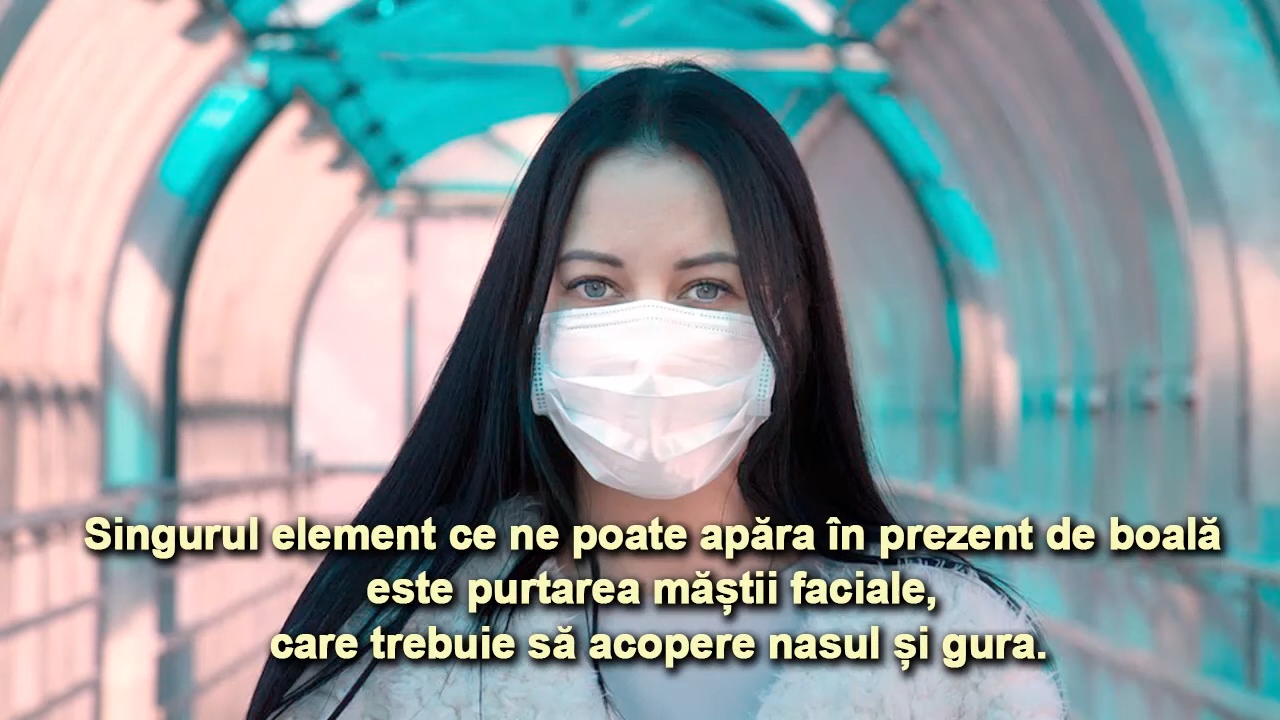 Singurul element ce ne poate apăra în prezent de boală
este purtarea măștii faciale,
care trebuie să acopere nasul și gura.